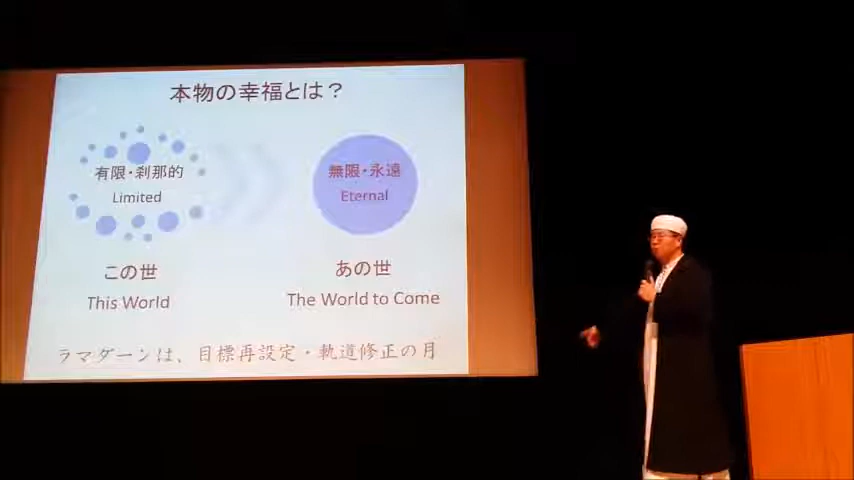 本物の幸福とは？
有限・刹那的
Limited
無限・永遠
Eternal
この世
This World
あの世
The World to Come
ラマダーンは、目標再設定・軌道修正の月